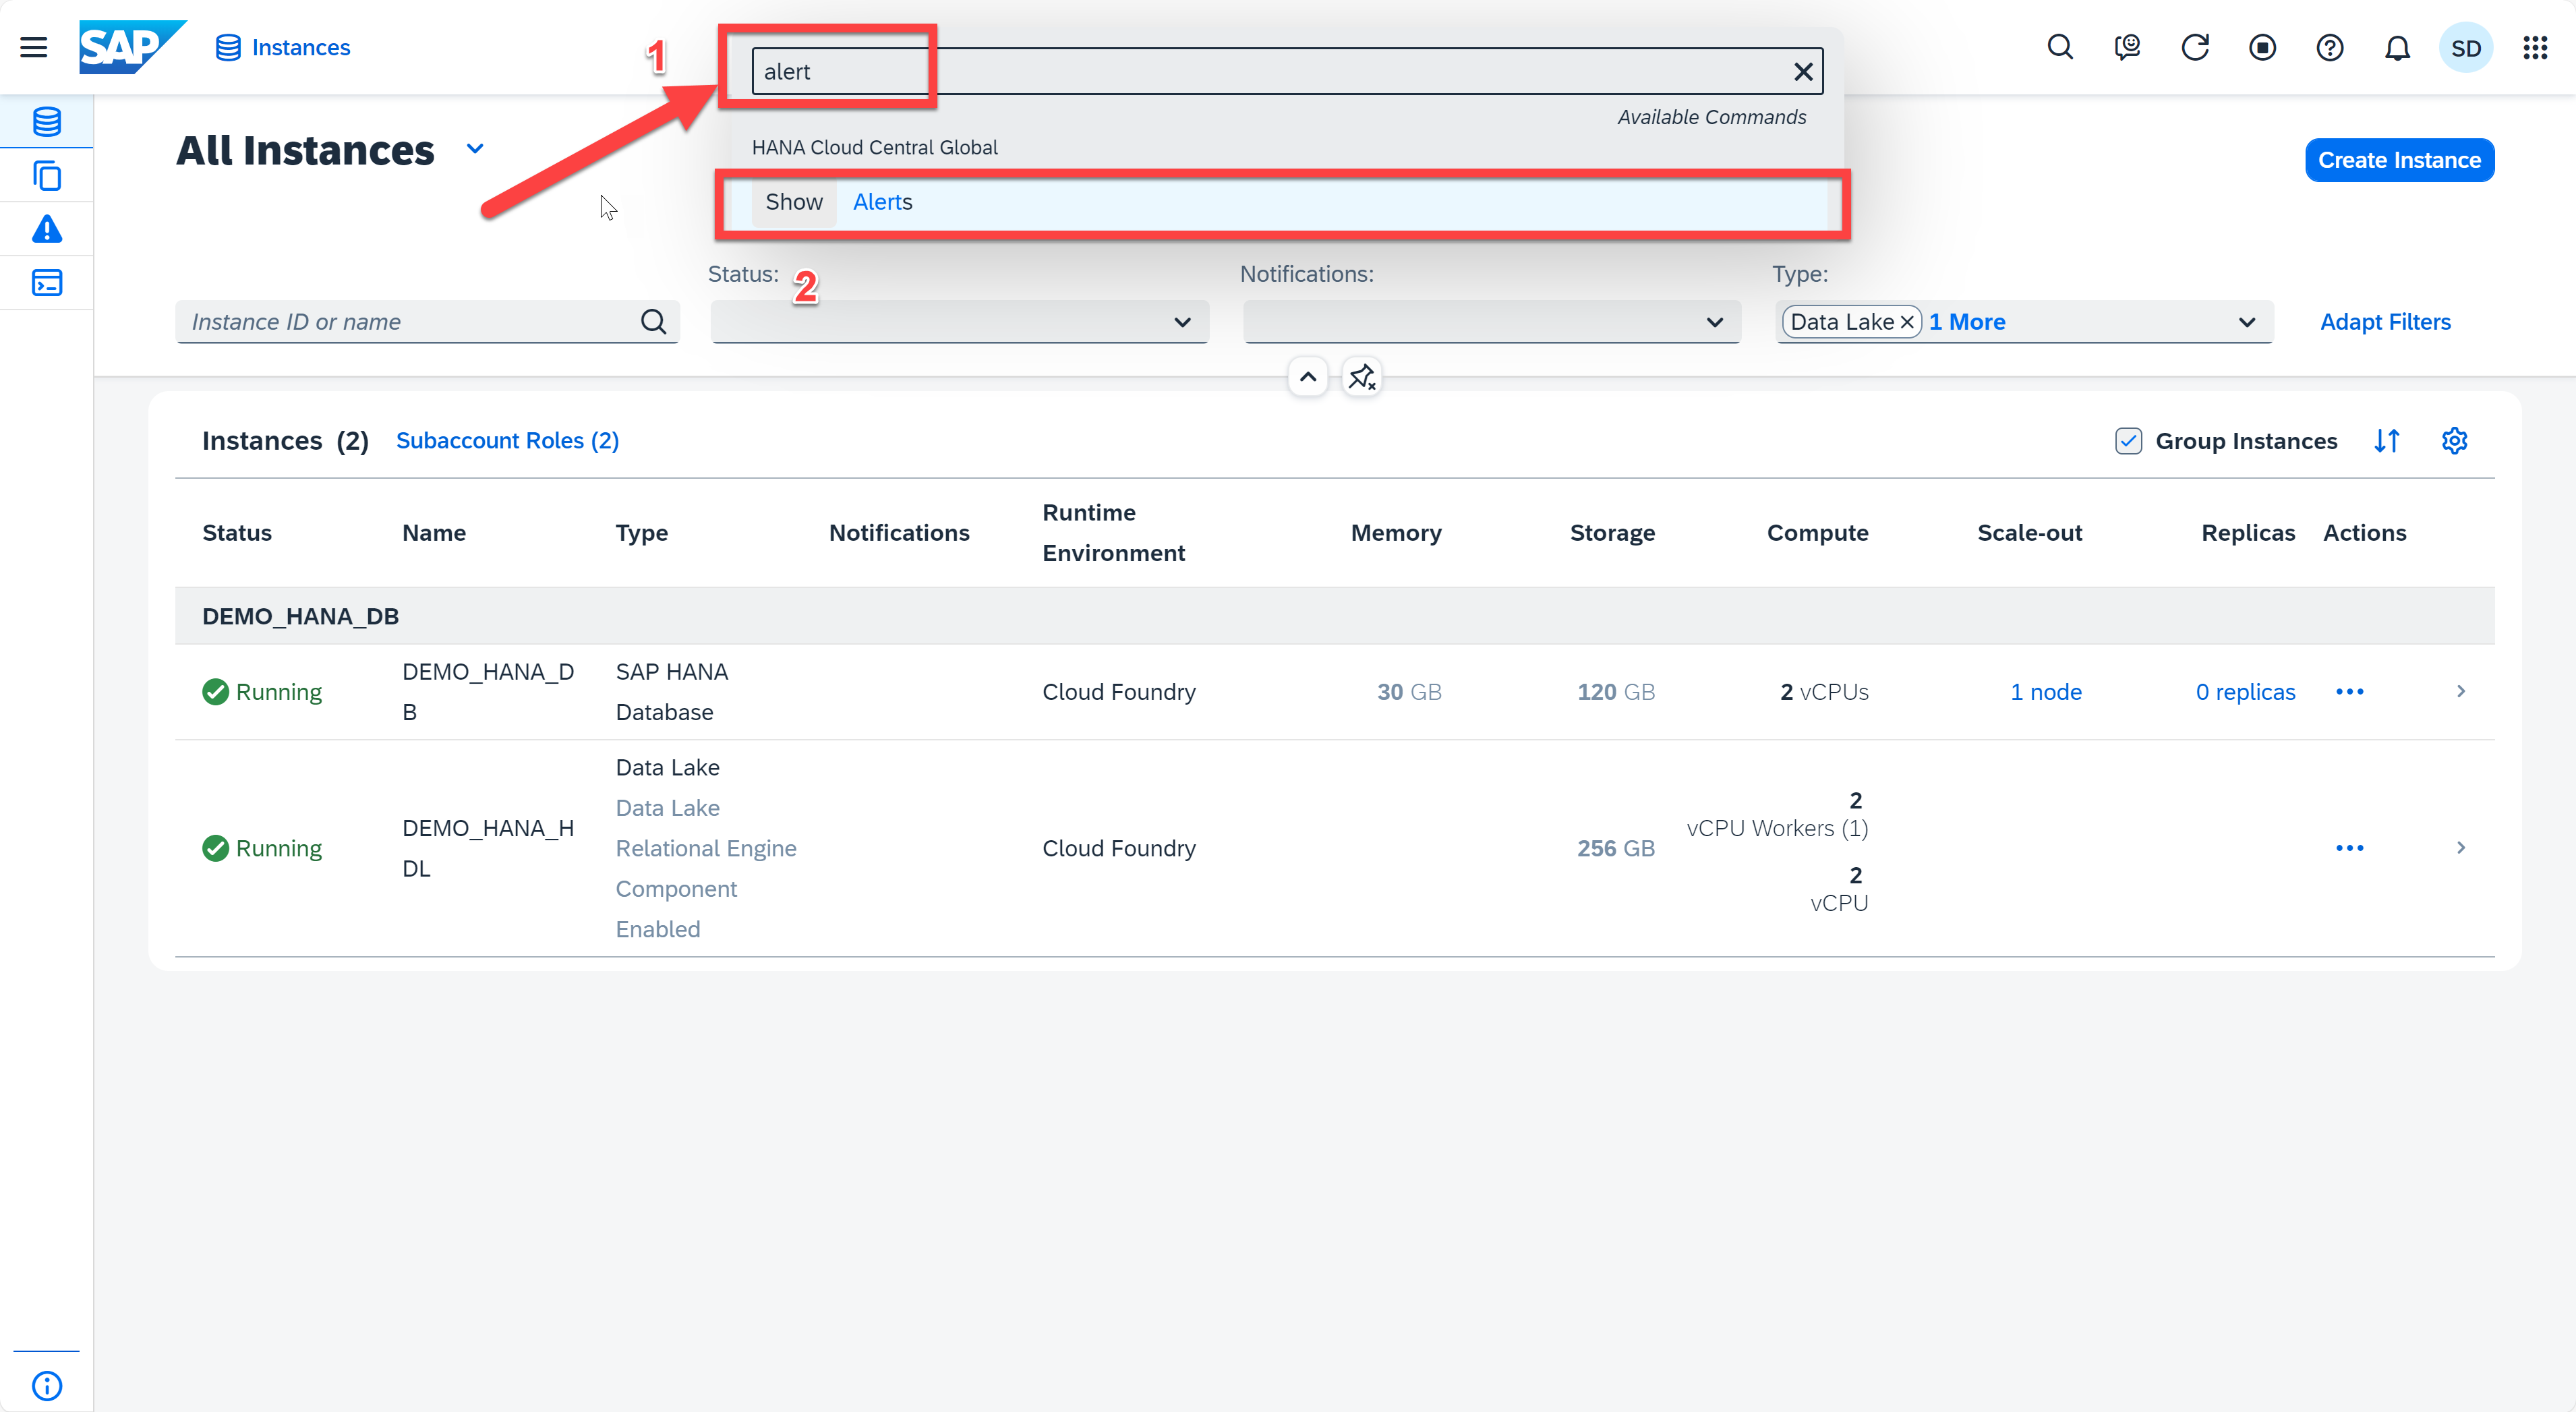 SAP
Instances
1
alert
SD
Available Commands
All Instances
HANA Cloud Central Global
Create Instance
Show Alerts
Status:
2
Notifications:
Type:
Instance ID or name
Data Lake
1 More
Adapt Filters
Instances (2)
Subaccount Roles (2)
Group Instances
Status
Name
Type
Notifications
Runtime
Environment
Memory
Storage
Compute
Scale-out
Replicas
Actions
DEMO_HANA_DB
Running
DEMO_HANA_D
B
SAP HANA
Database
Cloud Foundry
30 GB
120 GB
2 vCPUs
1 node
0 replicas
Running
DEMO_HANA_H
DL
Data Lake
Data Lake
Relational Engine
Component
Enabled
Cloud Foundry
256 GB
2
vCPU Workers (1)
2
vCPU